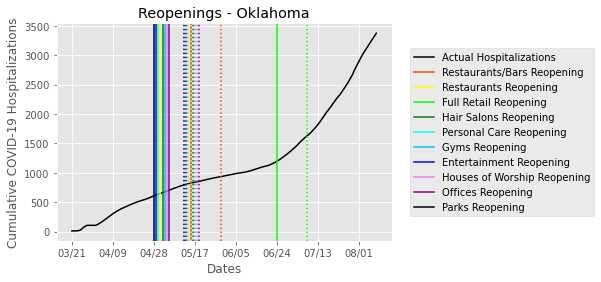 Reopenings - Oklahoma
Cumulative COVID-19 Hospitalizations
3500
3000
2500
2000
1500
1000
500
0
03/21 04/09 04/28 05/17 06/05 06/24 07/13 08/01
Dates
Actual Hospitalizations
Restaurants/Bars Reopening
Restaurants Reopening
Full Retail Reopening
Hair Salons Reopening
Personal Care Reopening
Gyms Reopening
Entertainment Reopening
Houses of Worship Reopening
Offices Reopening
Parks Reopening